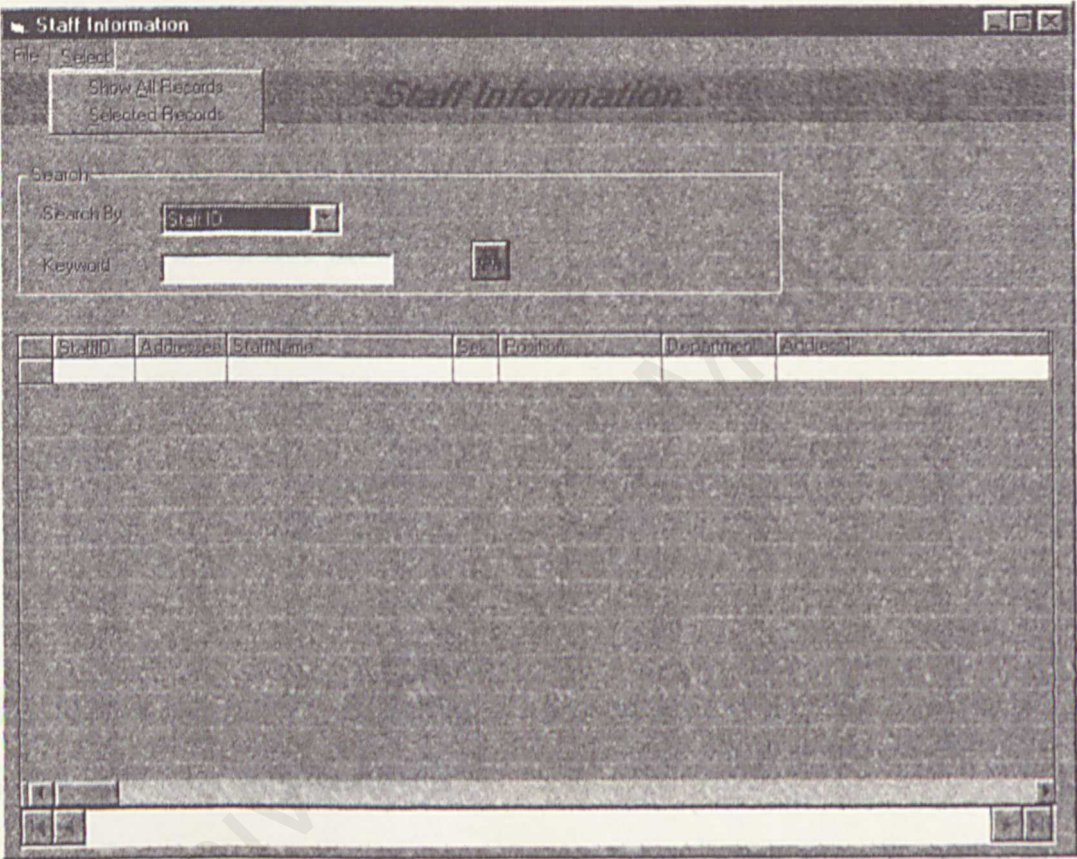 Staff Information
File Select
Show All Records
Selected Records
Staff Information
Search
Search By Staff ID
Keyword
StaffID Addresses StaffName Sex Position Department Address1